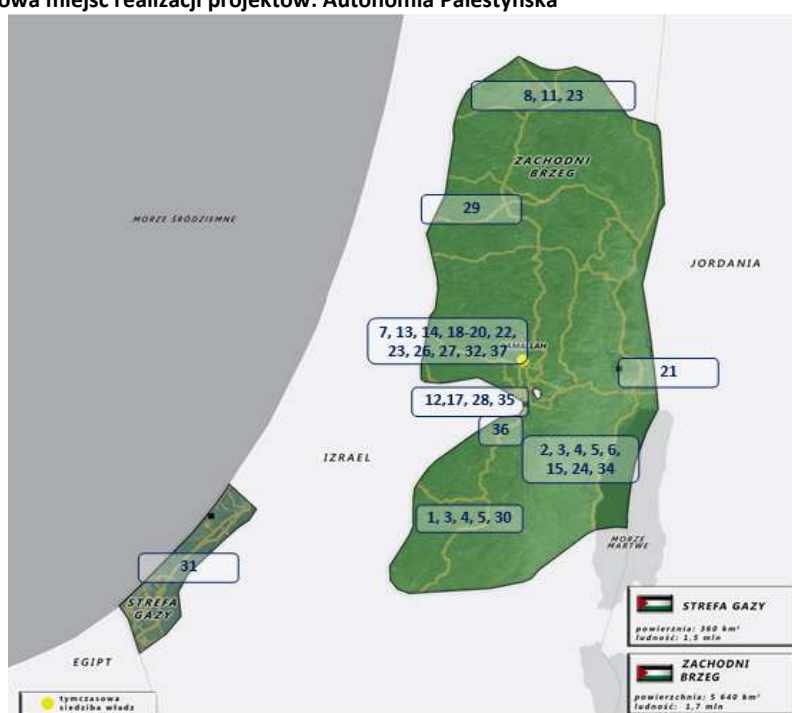 owa miejsc realizacji projektów: Autonomia Palestyńska
8, 11, 23
ZACHODNI
BRZEG
29
MORZE ŚRÓDZIEMNE
JORDANIA
7, 13, 14, 18-20, 22,
23, 26, 27, 32, 37
21
12,17, 28, 35
36
IZRAEL
2, 3, 4, 5, 6,
15, 24, 34
1, 3, 4, 5, 30
MORZE
MARTWE
31
STREFA
GAZY
EGIPT
STREFA GAZY
powierznia: 360 km²
ludność: 1,5 mln
ZACHODNI
BRZEG
powierzchnia: 5 640 km²
ludność: 1,7 mln
tymczasowa
siedziba władz